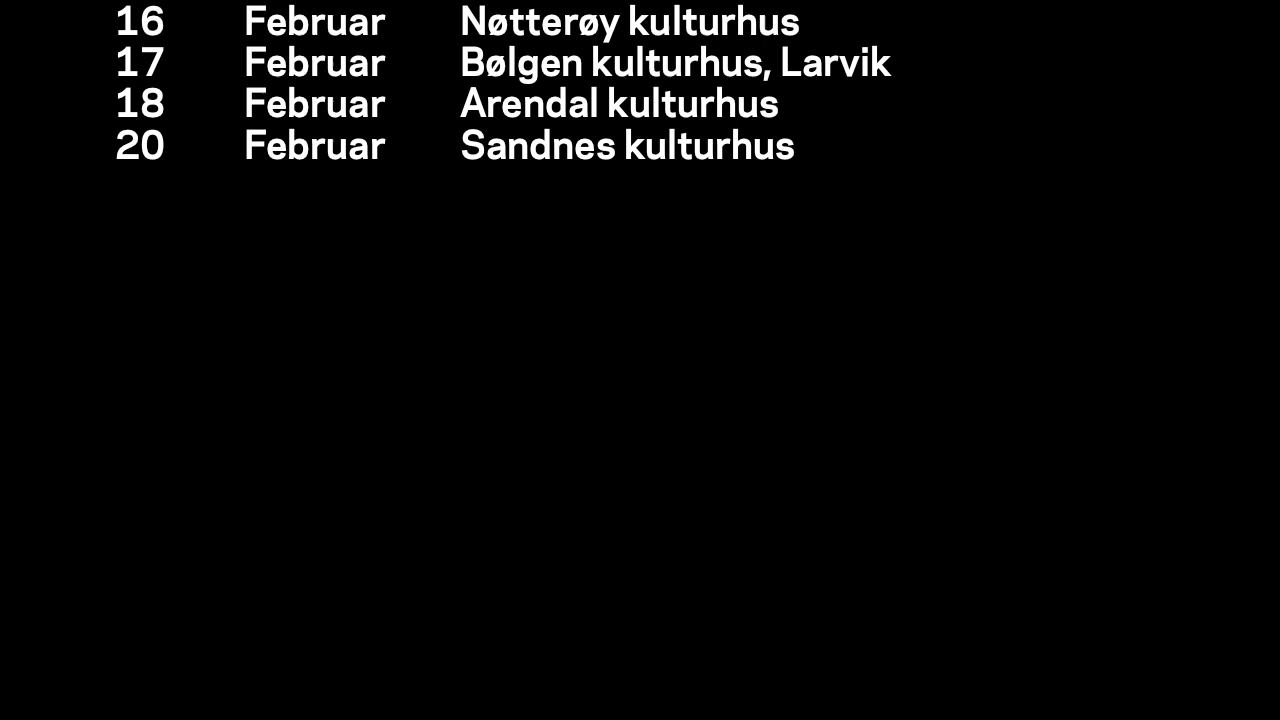 16 Februar Nøtterøy kulturhus
17 Februar Bølgen kulturhus, Larvik
18 Februar Arendal kulturhus
20 Februar Sandnes kulturhus